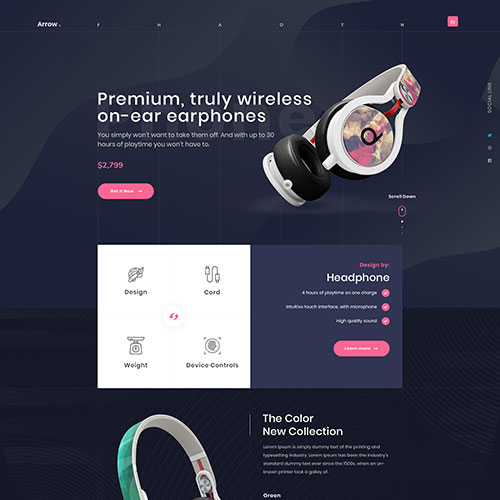 Arrow.
F H A O T N
SOCIAL LINK
Premium, truly wireless
on-ear earphones
You simply won't want to take them off. And with up to 30
hours of playtime you won't have to.
$2,799
Got it Now
Scroll Down
Design by:
Headphone
4 hours of playtime on one charge
Intuitive touch interface, with microphone
High quality sound
Learn more
Design
Cord
Weight
Device Controls
The Color
New Collection
Lorem Ipsum is simply dummy text of the printing and
typesetting industry. Lorem Ipsum has been the industry's
standard dummy text ever since the 1500s, when an
unknown printer took a galley.
Green